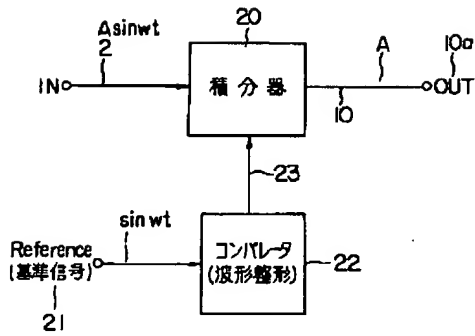 20
Asinwt
2
IN
積分器
A
10a
OUT
10
23
sinwt
Reference
(基準信号)
21
コンパレータ
(波形整形)
22